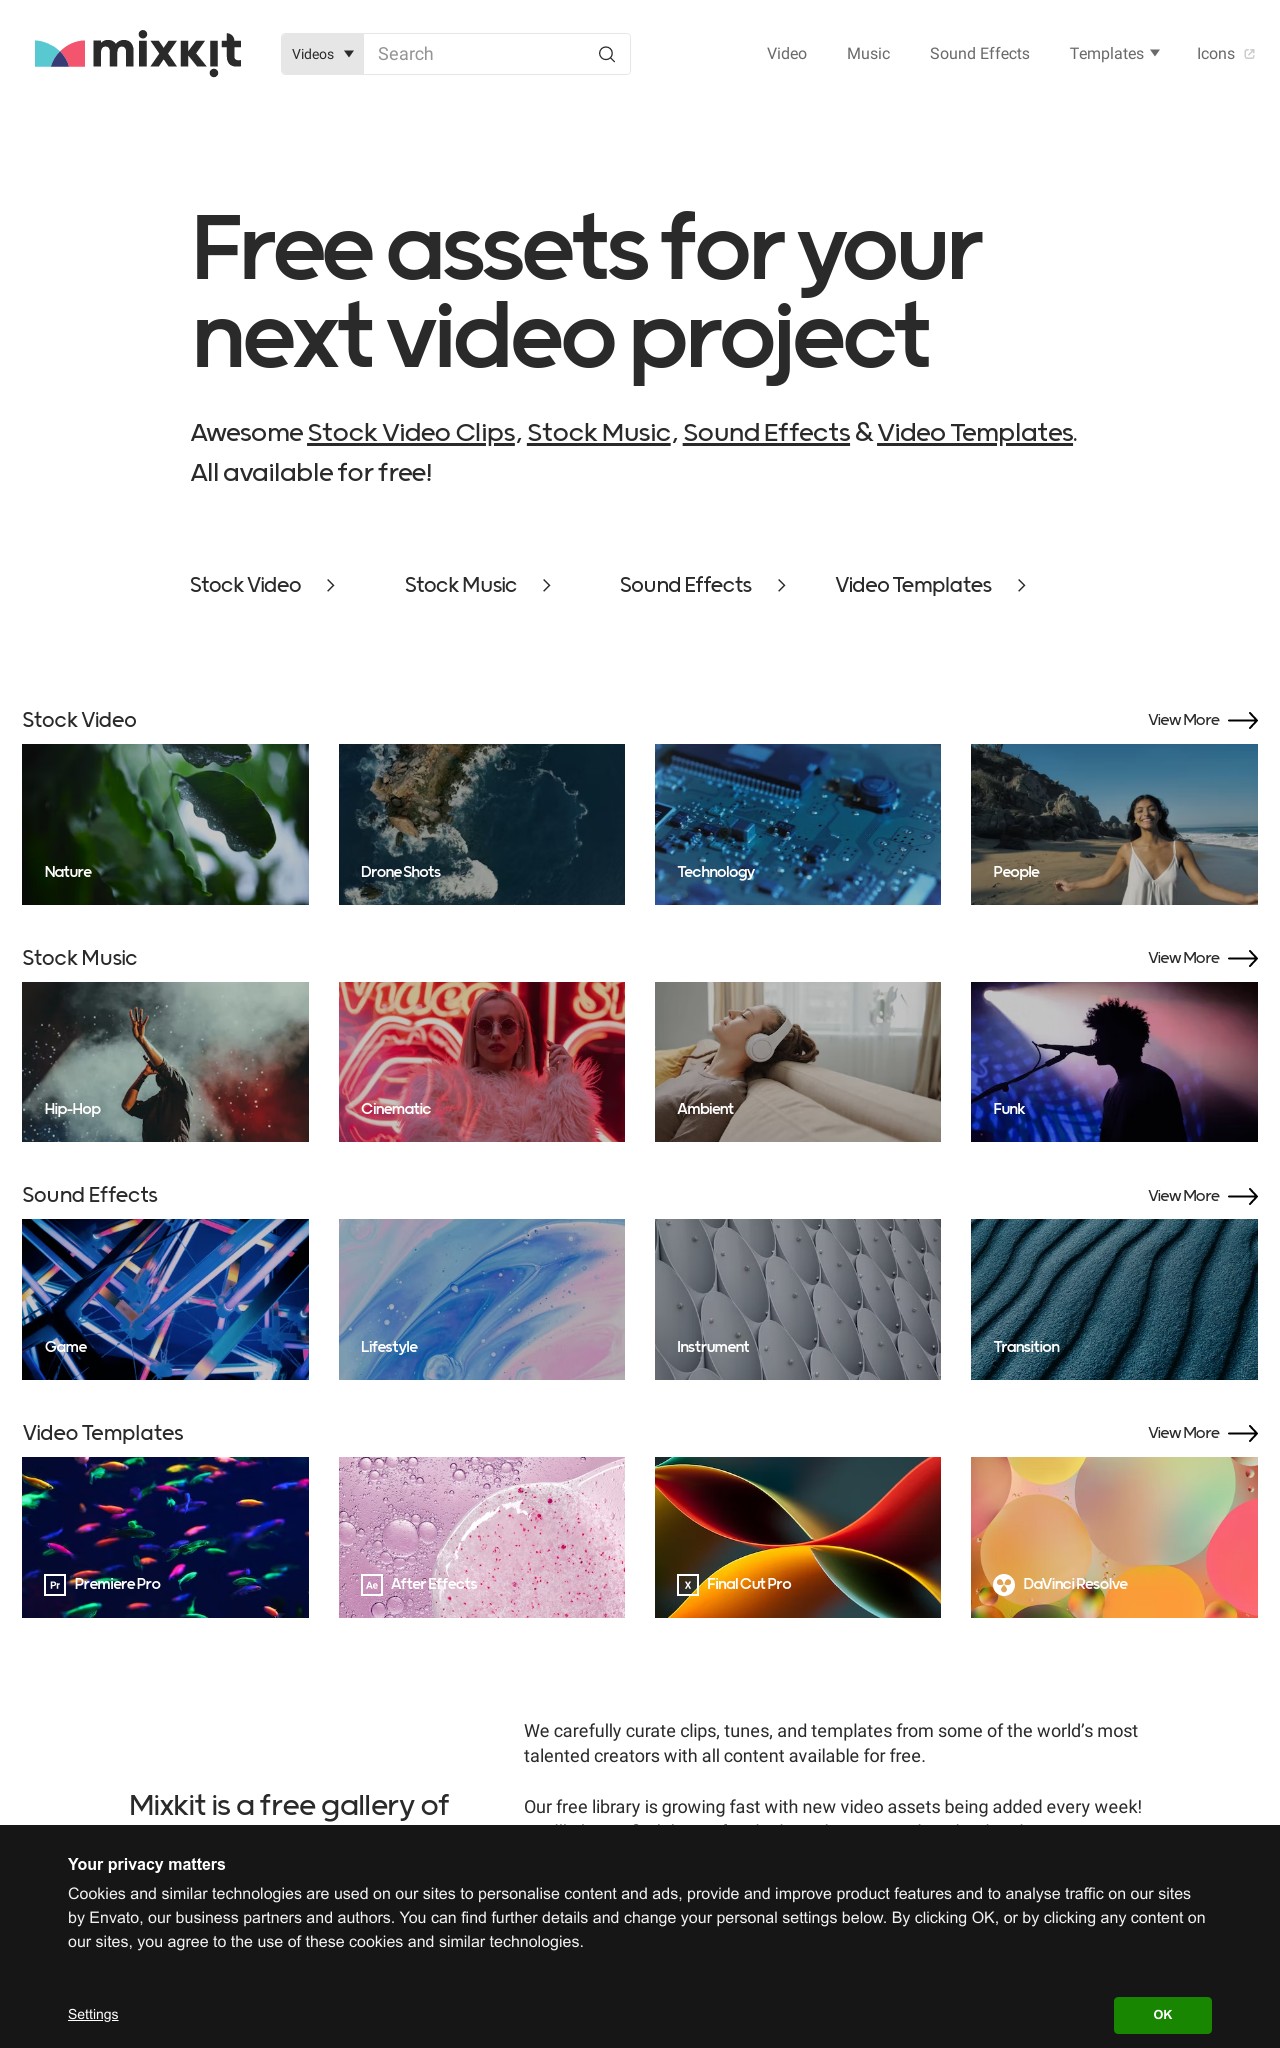 mixkit
Videos
Search
Video
Music
Sound Effects
Templates
Icons
Free assets for your
next video project
Awesome Stock Video Clips, Stock Music, Sound Effects & Video Templates.
All available for free!
Stock Video
Stock Music
Sound Effects
Video Templates
Stock Video
View More
Nature
Drone Shots
Technology
People
Stock Music
View More
Hip-Hop
Cinematic
Ambient
Funk
Sound Effects
View More
Game
Lifestyle
Instrument
Transition
Video Templates
View More
Pr Premiere Pro
Ae After Effects
X Final Cut Pro
DaVinci Resolve
We carefully curate clips, tunes, and templates from some of the world’s most
talented creators with all content available for free.
Mixkit is a free gallery of
Our free library is growing fast with new video assets being added every week!
Your privacy matters
Cookies and similar technologies are used on our sites to personalise content and ads, provide and improve product features and to analyse traffic on our sites
by Envato, our business partners and authors. You can find further details and change your personal settings below. By clicking OK, or by clicking any content on
our sites, you agree to the use of these cookies and similar technologies.
Settings
OK